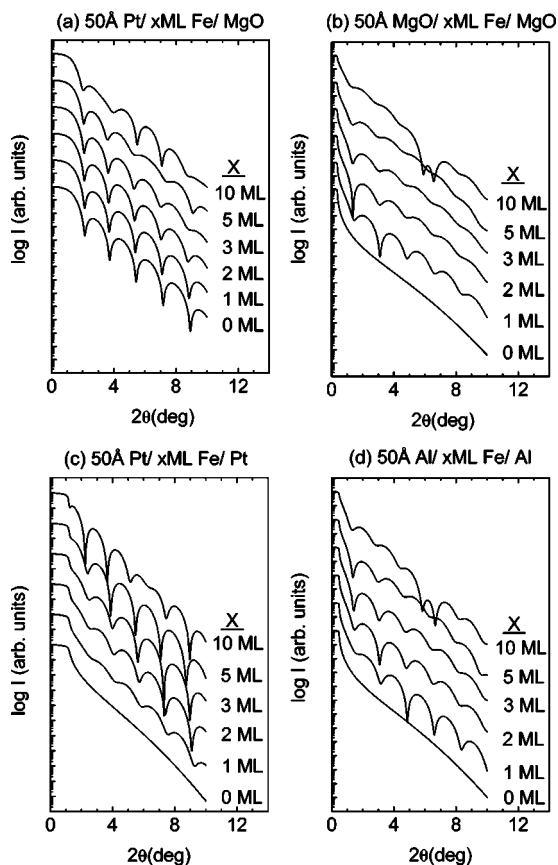 (a) 50Å Pt/ xML Fe/ MgO
log I (arb. units)
X
10 ML
5 ML
3 ML
2 ML
1 ML
0 ML
0 4 8 12
2θ(deg)
(b) 50Å MgO/ xML Fe/ MgO
log I (arb. units)
X
10 ML
5 ML
3 ML
2 ML
1 ML
0 ML
0 4 8 12
2θ(deg)
(c) 50Å Pt/ xML Fe/ Pt
log I (arb. units)
X
10 ML
5 ML
3 ML
2 ML
1 ML
0 ML
0 4 8 12
2θ(deg)
(d) 50Å Al/ xML Fe/ Al
log I (arb. units)
X
10 ML
5 ML
3 ML
2 ML
1 ML
0 ML
0 4 8 12
2θ(deg)